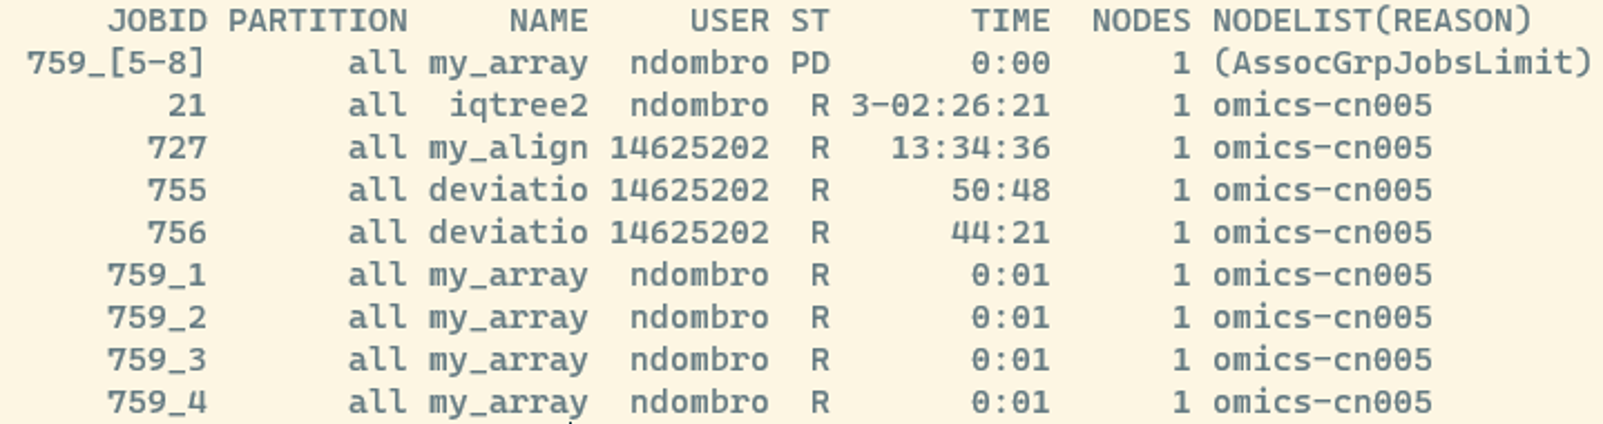 JOBID PARTITION NAME USER ST TIME NODES NODELIST(REASON)
759_[5-8] all my_array ndombro PD 0:00 1 (AssocGrpJobsLimit)
21 all iqtree2 ndombro R 3-02:26:21 1 omics-cn005
727 all my_align 14625202 R 13:34:36 1 omics-cn005
755 all deviatio 14625202 R 50:48 1 omics-cn005
756 all deviatio 14625202 R 44:21 1 omics-cn005
759_1 all my_array ndombro R 0:01 1 omics-cn005
759_2 all my_array ndombro R 0:01 1 omics-cn005
759_3 all my_array ndombro R 0:01 1 omics-cn005
759_4 all my_array ndombro R 0:01 1 omics-cn005